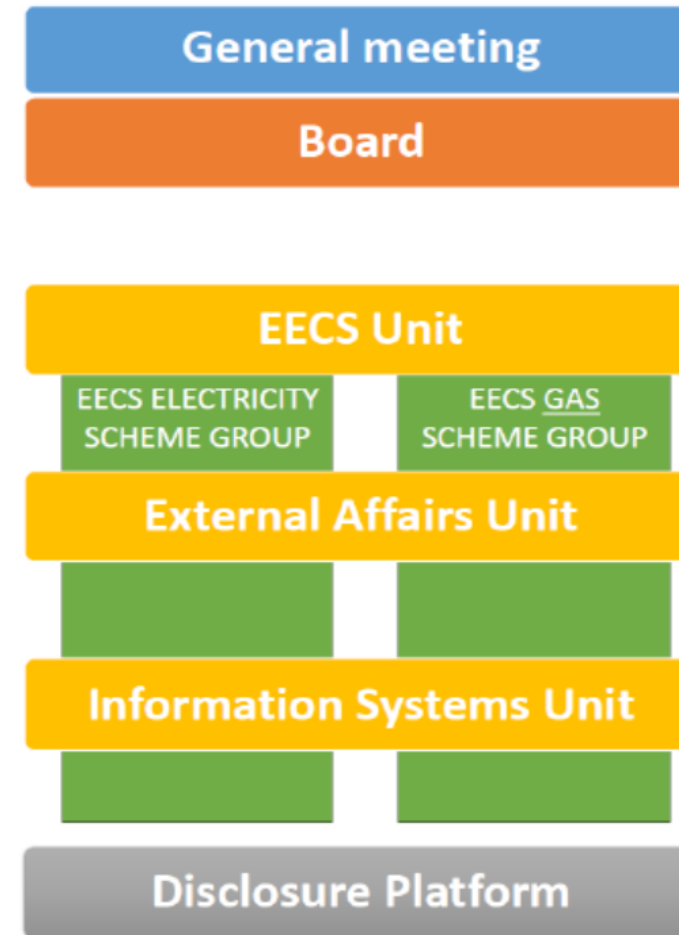 General meeting
Board
EECS Unit
EECS ELECTRICITY
SCHEME GROUP
EECS GAS
SCHEME GROUP
External Affairs Unit
Information Systems Unit
Disclosure Platform